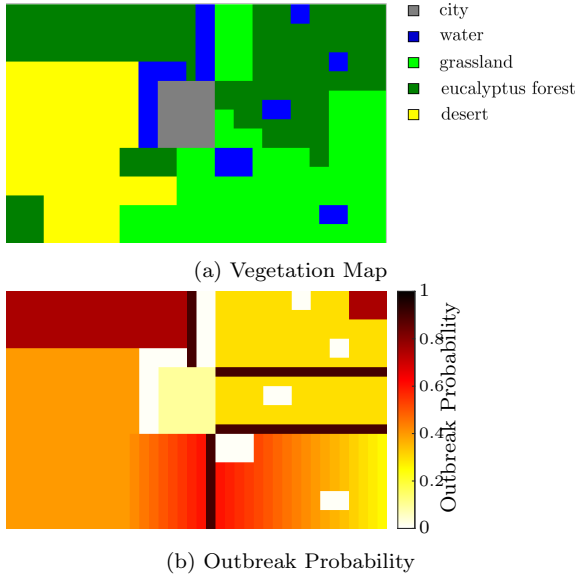 city
water
grassland
eucalyptus forest
desert
(a) Vegetation Map
1
0.8
0.6
0.4
0.2
0
Outbreak Probability
(b) Outbreak Probability